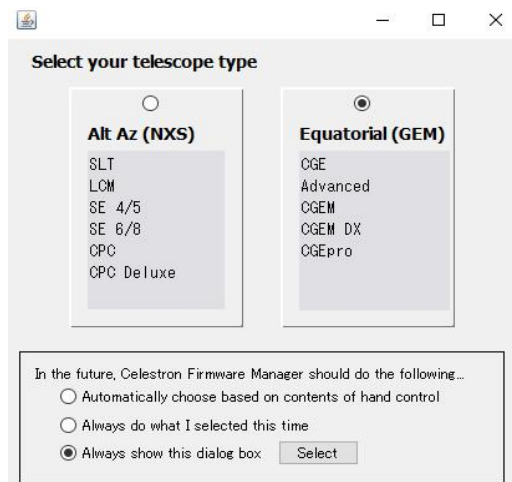 Select your telescope type
Alt Az (NXS)
SLT
LCM
SE 4/5
SE 6/8
CPC
CPC Deluxe
Equatorial (GEM)
CGE
Advanced
CGEM
CGEM DX
CGEpro
In the future, Celestron Firmware Manager should do the following...
Automatically choose based on contents of hand control
Always do what I selected this time
Always show this dialog box
Select